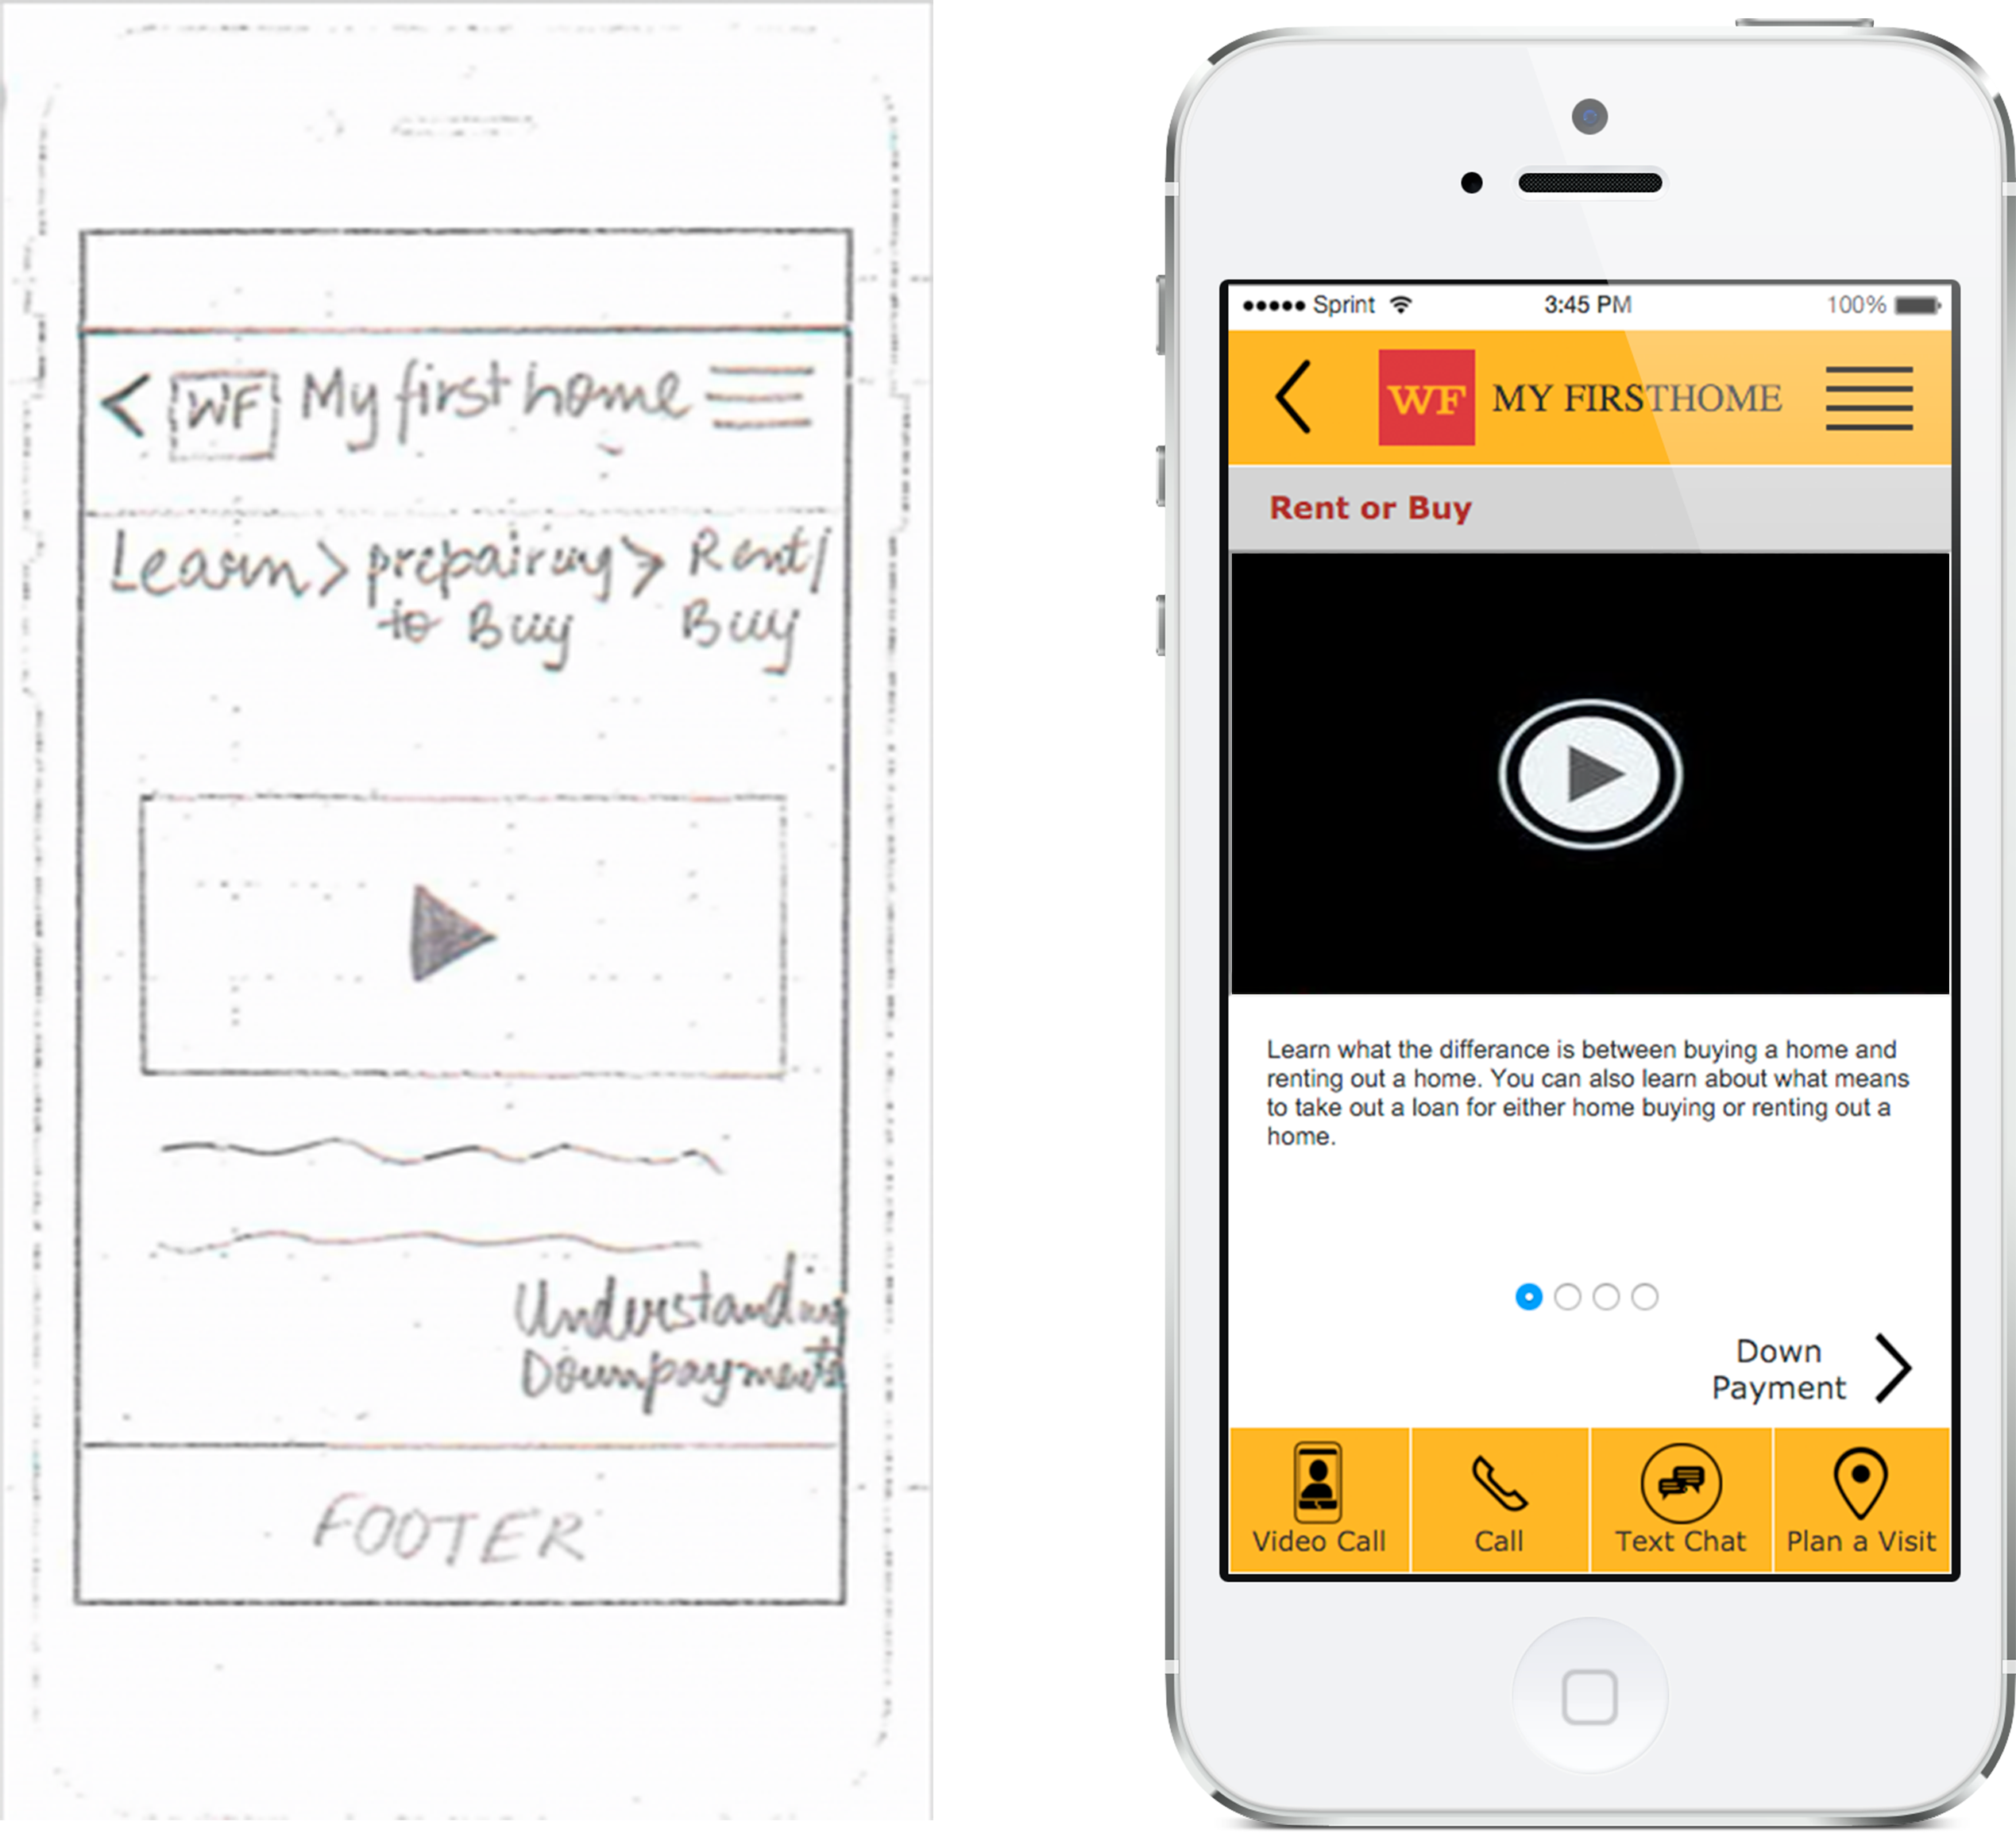 WF My first home
Learn > prepairing > Rent/
to Buy Buy
Understanding
Downpayments
FOOTER
Sprint 3:45 PM 100%
WF MY FIRSTHOME
Rent or Buy
Learn what the differance is between buying a home and
renting out a home. You can also learn about what means
to take out a loan for either home buying or renting out a
home.
Down
Payment
Video Call Call Text Chat Plan a Visit